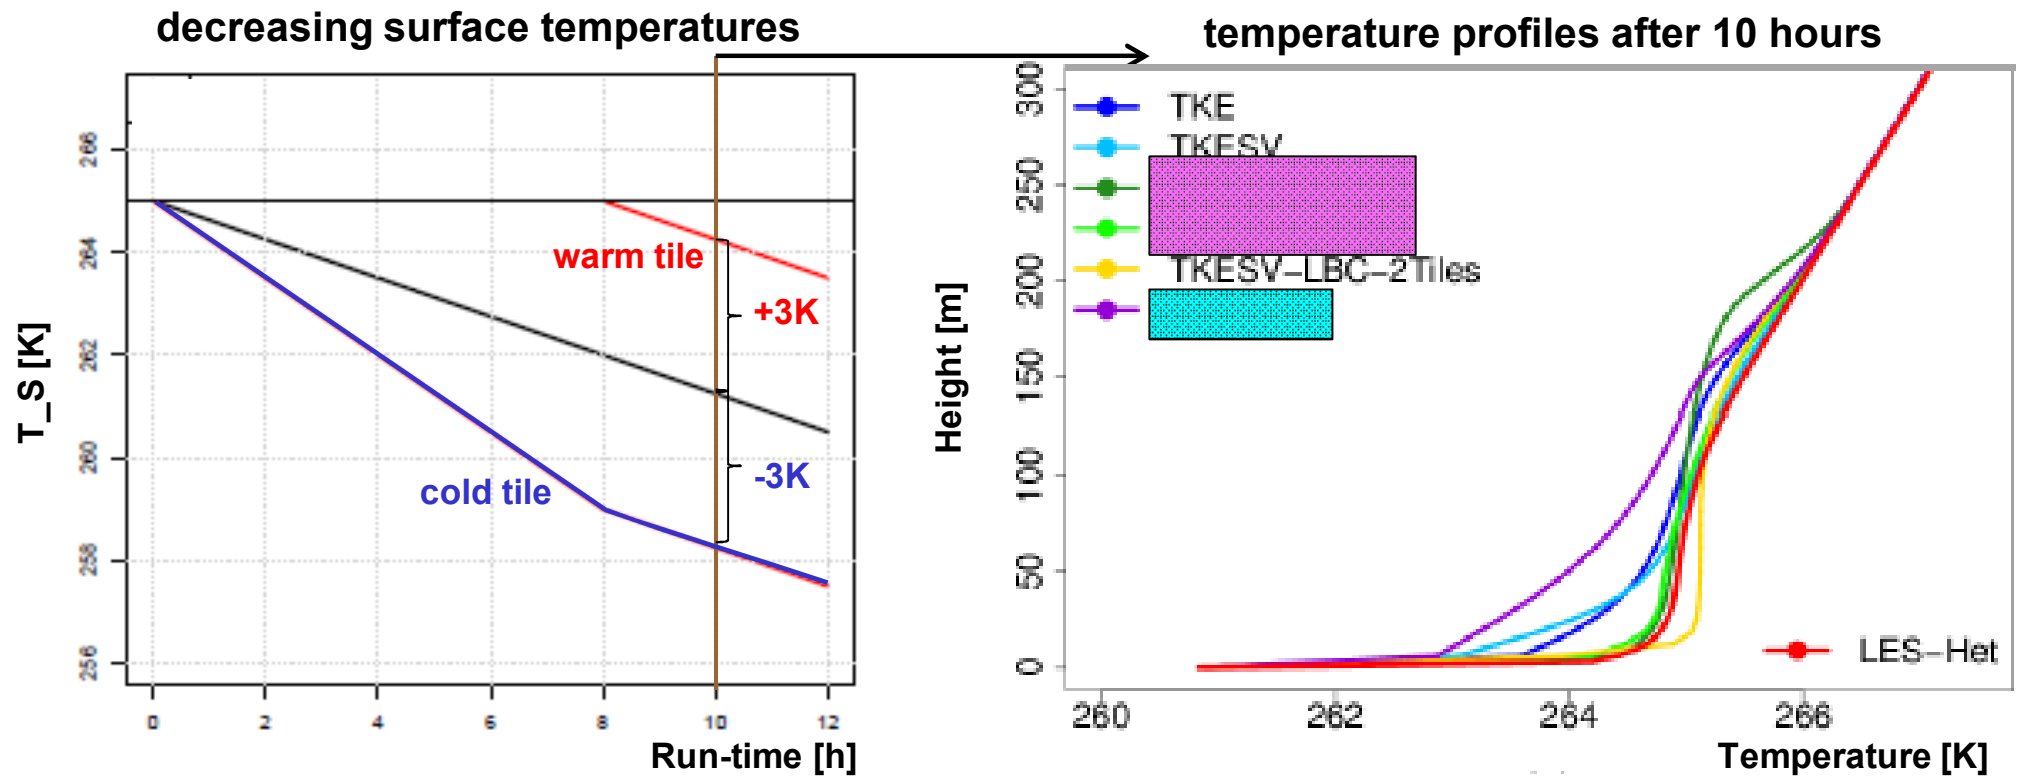 decreasing surface temperatures
temperature profiles after 10 hours
T_S [K]
266
264
262
260
258
256
warm tile
+3K
cold tile
-3K
0 2 4 6 8 10 12
Run-time [h]
Height [m]
300
250
200
150
100
50
0
TKE
TKESV
TKESV-LBC-2Tiles
LES-Het
260 262 264 266
Temperature [K]